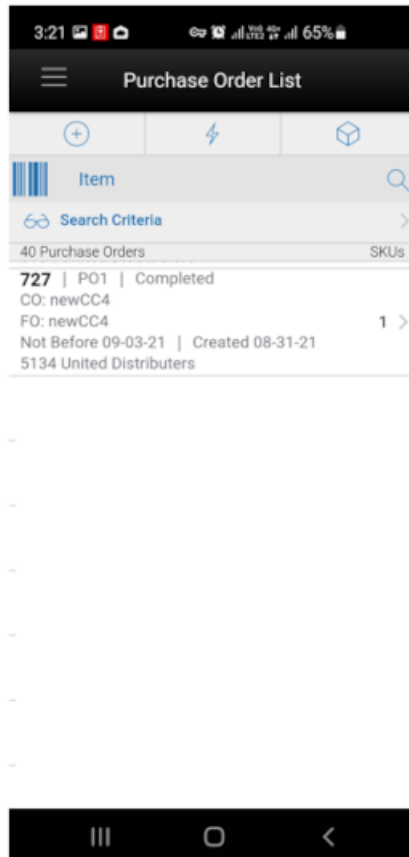 3:21 65%
Purchase Order List
Item
Search Criteria
40 Purchase Orders SKUs
727 | PO1 | Completed
CO: newCC4
FO: newCC4
1
Not Before 09-03-21 | Created 08-31-21
5134 United Distributers